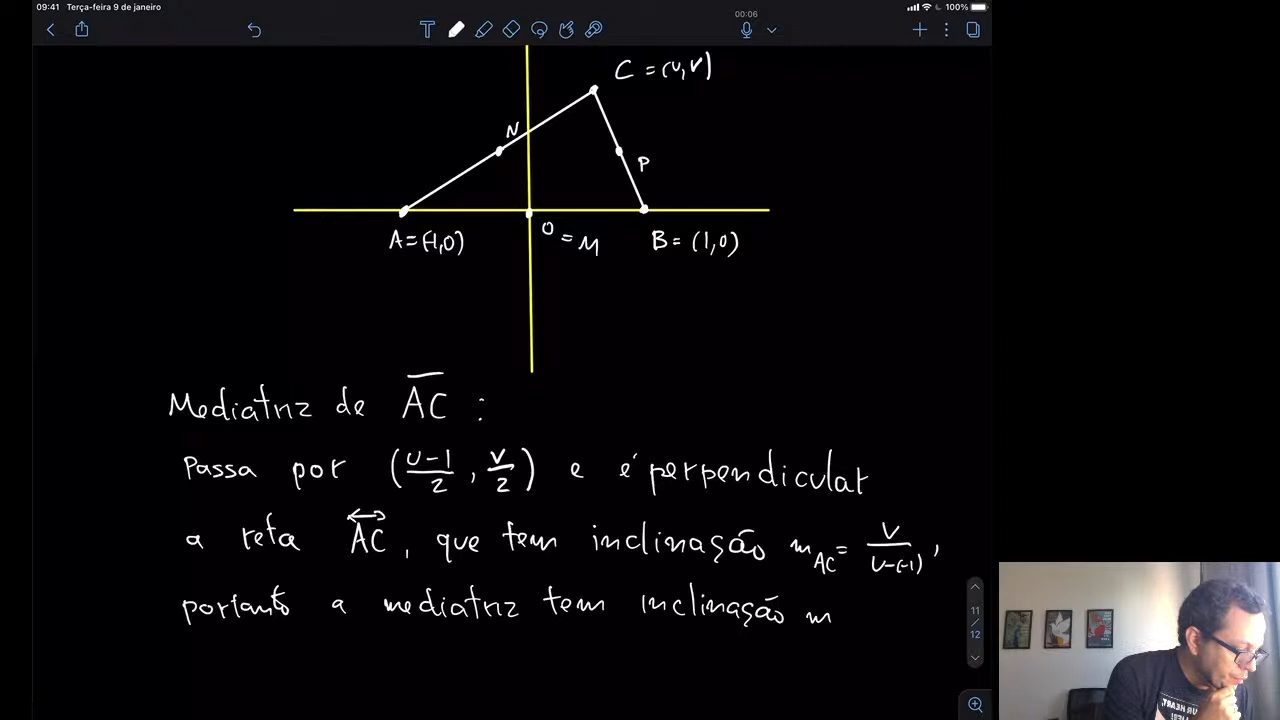 09:41 Terça-feira 9 de janeiro
100%
00:06
C = (u, v)
N
P
A = (-1,0)
O = M
B = (1,0)
Mediatriz de AC :
Passa por (u-1/2 , v/2) e é perpendicular
a reta AC, que tem inclinação m_AC = v/u-(-1),
portanto a mediatriz tem inclinação m
11
/
12